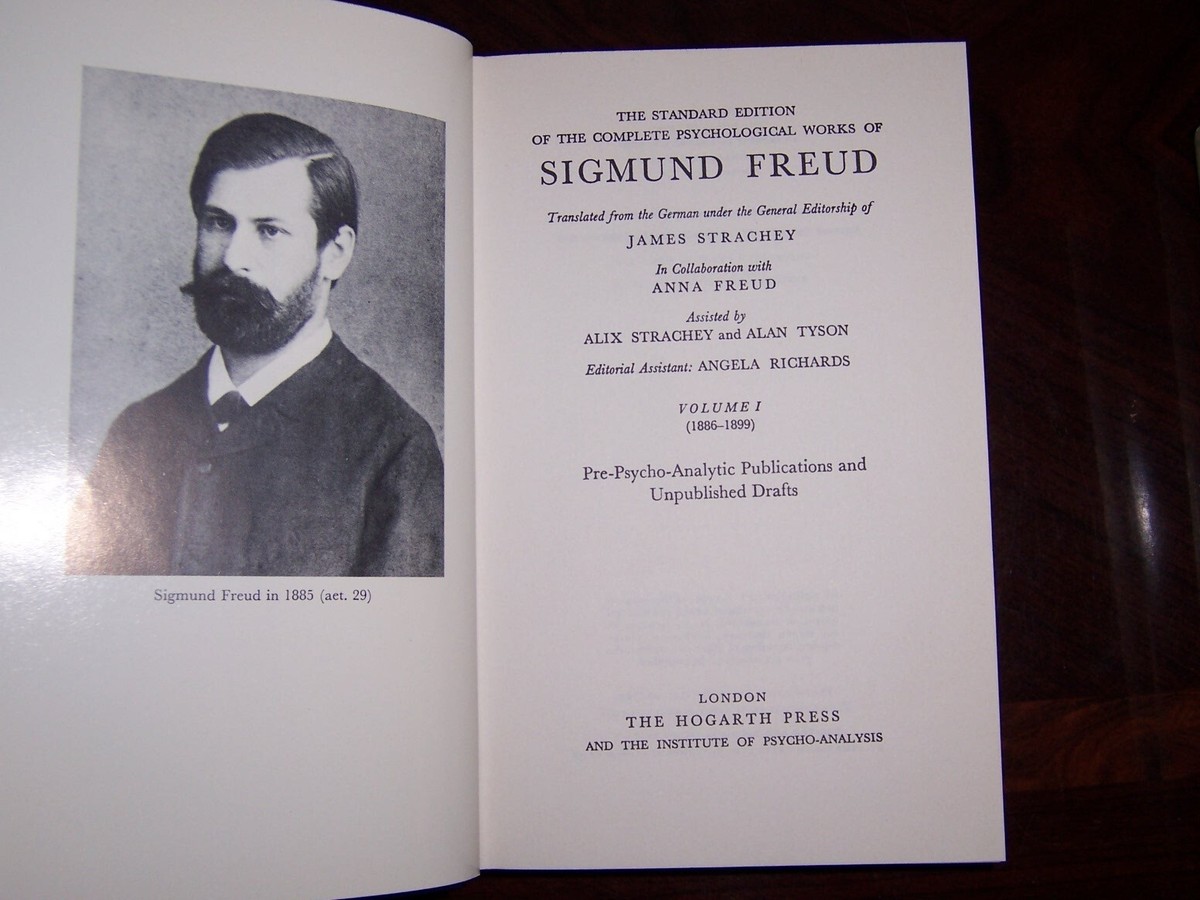 Sigmund Freud in 1885 (aet. 29)
THE STANDARD EDITION
OF THE COMPLETE PSYCHOLOGICAL WORKS OF
SIGMUND FREUD
Translated from the German under the General Editorship of
JAMES STRACHEY
In Collaboration with
ANNA FREUD
Assisted by
ALIX STRACHEY and ALAN TYSON
Editorial Assistant: ANGELA RICHARDS
VOLUME I
(1886–1899)
Pre-Psycho-Analytic Publications and
Unpublished Drafts
LONDON
THE HOGARTH PRESS
AND THE INSTITUTE OF PSYCHO-ANALYSIS